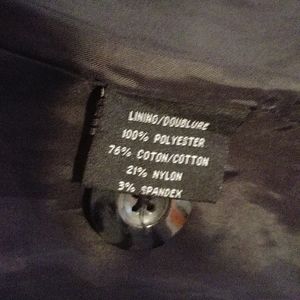 LINING/DOUBLURE
100% POLYESTER
76% COTON/COTTON
21% NYLON
3% SPANDEX